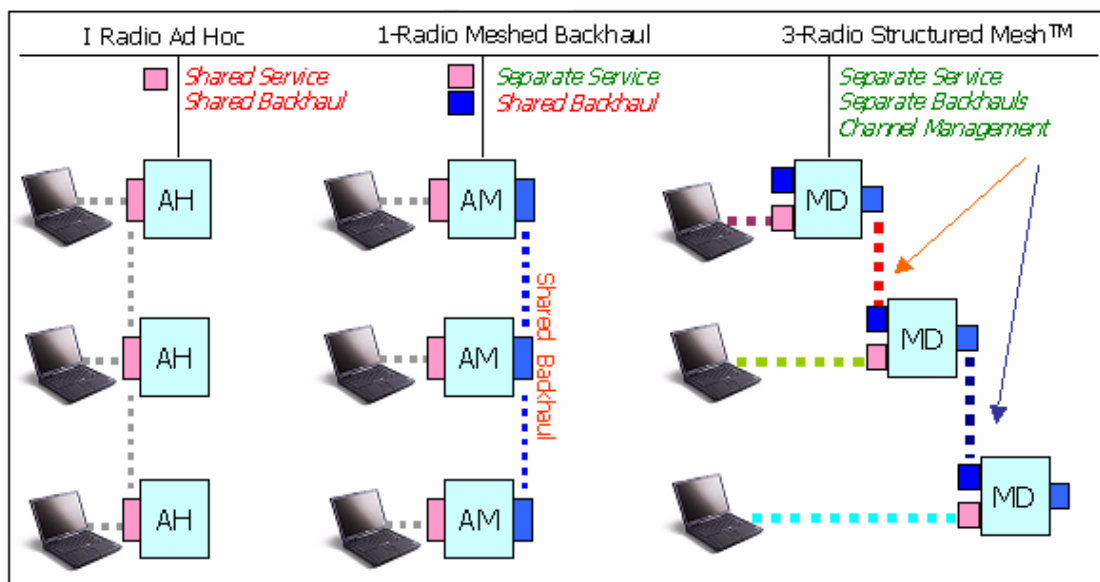 I Radio Ad Hoc
Shared Service
Shared Backhaul
AH
AH
AH
1-Radio Meshed Backhaul
Separate Service
Shared Backhaul
AM
AM
AM
Shared Backhaul
3-Radio Structured Mesh™
Separate Service
Separate Backhauls
Channel Management
MD
MD
MD